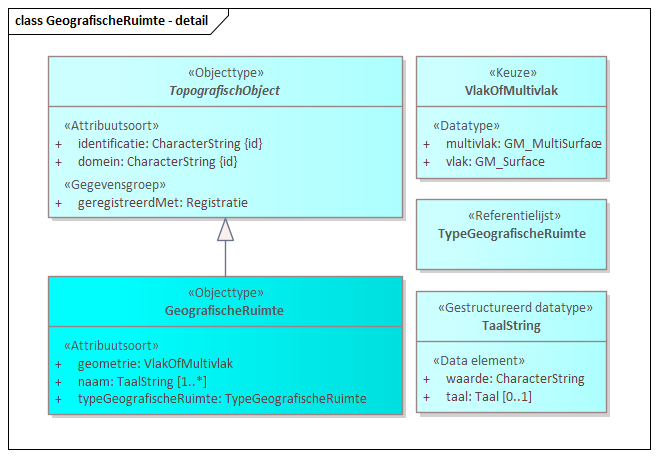 class GeografischeRuimte - detail
«Objecttype»
TopografischObject
«Attribuutsoort»
+ identificatie: CharacterString {id}
+ domein: CharacterString {id}
«Gegevensgroep»
+ geregistreerdMet: Registratie
«Objecttype»
GeografischeRuimte
«Attribuutsoort»
+ geometrie: VlakOfMultivlak
+ naam: TaalString [1..*]
+ typeGeografischeRuimte: TypeGeografischeRuimte
«Keuze»
VlakOfMultivlak
«Datatype»
+ multivlak: GM_MultiSurface
+ vlak: GM_Surface
«Referentielijst»
TypeGeografischeRuimte
«Gestructureerd datatype»
TaalString
«Data element»
+ waarde: CharacterString
+ taal: Taal [0..1]